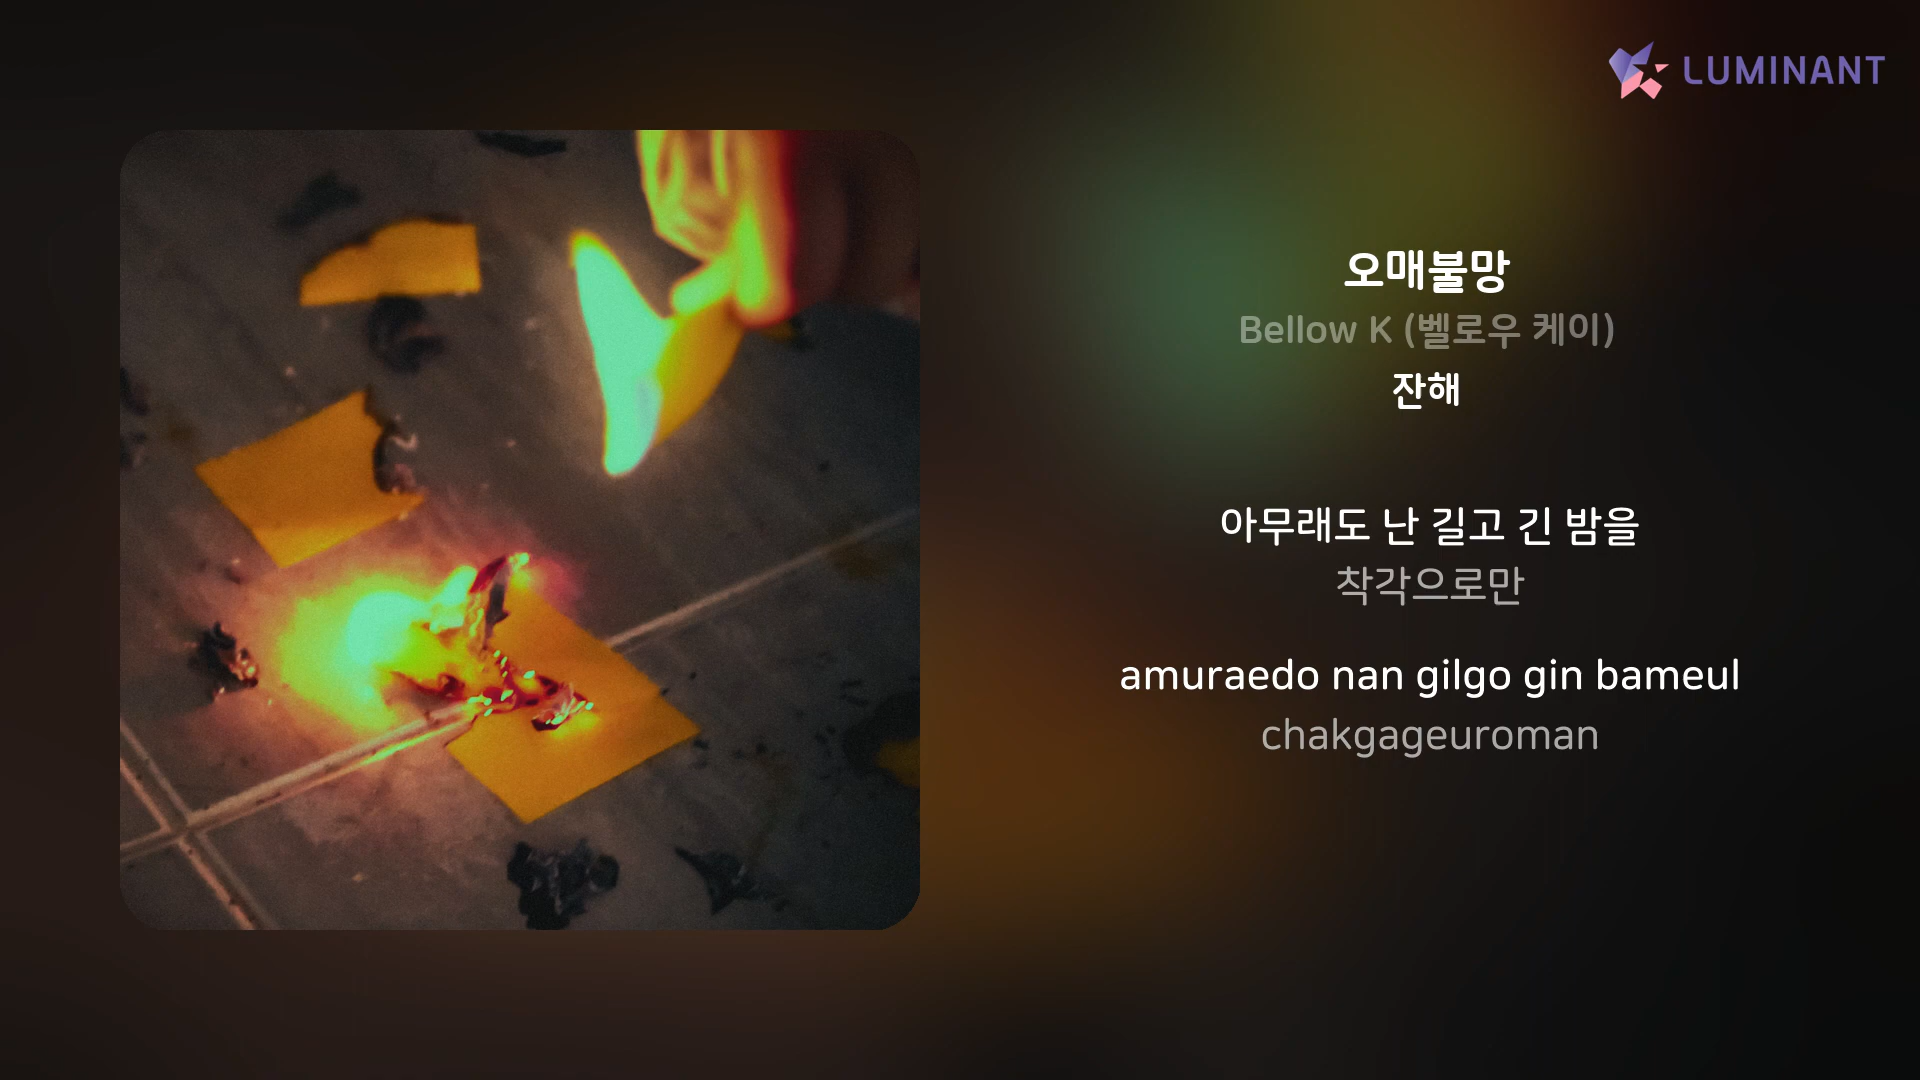 LUMINANT
오매불망
Bellow K (벨로우 케이)
잔해
아무래도 난 길고 긴 밤을
착각으로만
amuraedo nan gilgo gin bameul
chakgageuroman